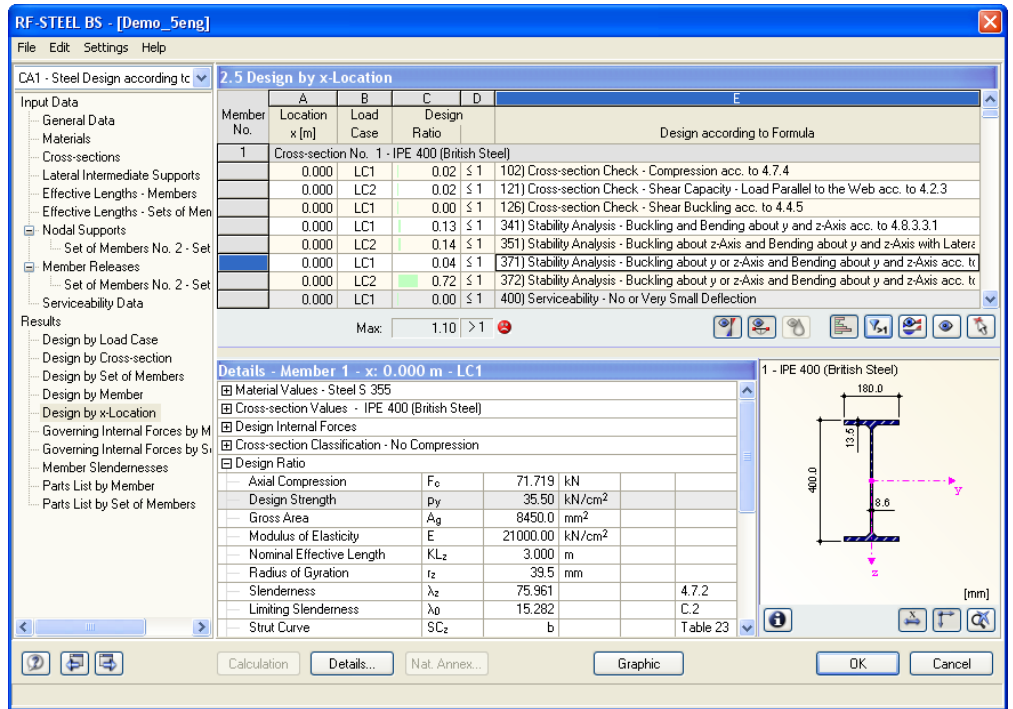 RF-STEEL BS - [Demo_5eng]
File Edit Settings Help
CA1 - Steel Design according tc
Input Data
General Data
Materials
Cross-sections
Lateral Intermediate Supports
Effective Lengths - Members
Effective Lengths - Sets of Men
Nodal Supports
Set of Members No. 2 - Set
Member Releases
Set of Members No. 2 - Set
Serviceability Data
Results
Design by Load Case
Design by Cross-section
Design by Set of Members
Design by Member
Design by x-Location
Governing Internal Forces by M
Governing Internal Forces by S
Member Slendernesses
Parts List by Member
Parts List by Set of Members
2.5 Design by x-Location
A B C D E
Member Location Load Design
No. x [m] Case Ratio Design according to Formula
1 Cross-section No. 1 - IPE 400 (British Steel)
0.000 LC1 0.02 ≤ 1 102) Cross-section Check - Compression acc. to 4.7.4
0.000 LC2 0.02 ≤ 1 121) Cross-section Check - Shear Capacity - Load Parallel to the Web acc. to 4.2.3
0.000 LC1 0.00 ≤ 1 126) Cross-section Check - Shear Buckling acc. to 4.4.5
0.000 LC1 0.13 ≤ 1 341) Stability Analysis - Buckling and Bending about y and z-Axis acc. to 4.8.3.3.1
0.000 LC2 0.14 ≤ 1 351) Stability Analysis - Buckling about z-Axis and Bending about y and z-Axis with Latera
0.000 LC1 0.04 ≤ 1 371) Stability Analysis - Buckling about y or z-Axis and Bending about y and z-Axis acc. to
0.000 LC2 0.72 ≤ 1 372) Stability Analysis - Buckling about y or z-Axis and Bending about y and z-Axis acc. to
0.000 LC1 0.00 ≤ 1 400) Serviceability - No or Very Small Deflection
Max: 1.10 > 1
Details - Member 1 - x: 0.000 m - LC1
Material Values - Steel S 355
Cross-section Values - IPE 400 (British Steel)
Design Internal Forces
Cross-section Classification - No Compression
Design Ratio
Axial Compression Fc 71.719 kN
Design Strength py 35.50 kN/cm²
Gross Area Ag 8450.0 mm²
Modulus of Elasticity E 21000.00 kN/cm²
Nominal Effective Length KLz 3.000 m
Radius of Gyration rz 39.5 mm
Slenderness λz 75.961 4.7.2
Limiting Slenderness λ0 15.282 C.2
Strut Curve SCz b Table 23
1 - IPE 400 (British Steel)
180.0
13.5
400.0
y
8.6
z
[mm]
Calculation Details... Nat. Annex... Graphic OK Cancel